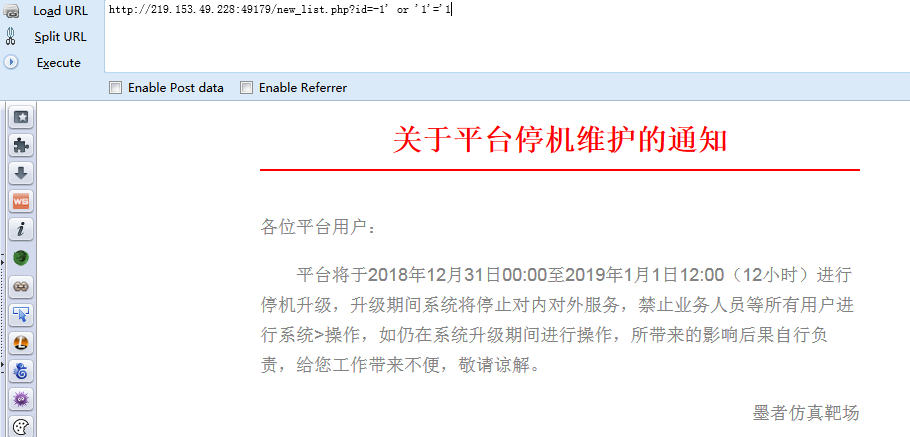 Load URL
http://219.153.49.228:49179/new_list.php?id=-1' or '1'='1
Split URL
Execute
Enable Post data
Enable Referrer
关于平台停机维护的通知
各位平台用户：
平台将于2018年12月31日00:00至2019年1月1日12:00（12小时）进行
停机升级，升级期间系统将停止对内对外服务，禁止业务人员等所有用户进
行系统>操作，如仍在系统升级期间进行操作，所带来的影响后果自行负
责，给您工作带来不便，敬请谅解。
墨者仿真靶场
WS
i